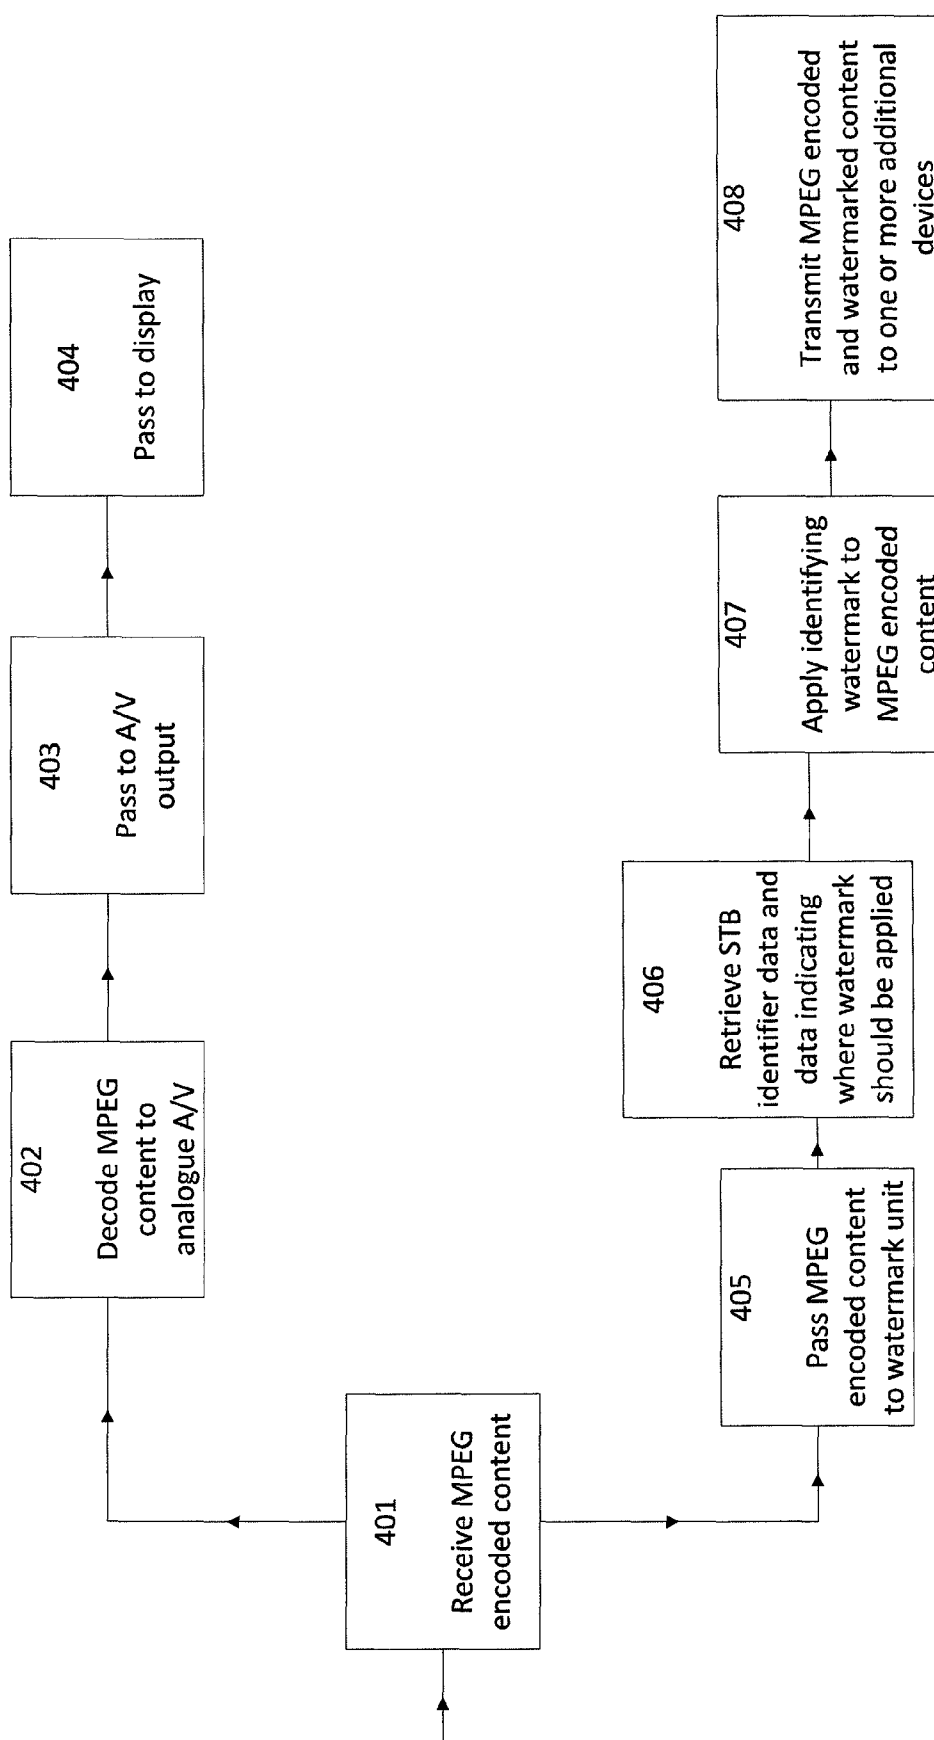 401
Receive MPEG
encoded content
402
Decode MPEG
content to
analogue A/V
403
Pass to A/V
output
404
Pass to display
405
Pass MPEG
encoded content
to watermark unit
406
Retrieve STB
identifier data and
data indicating
where watermark
should be applied
407
Apply identifying
watermark to
MPEG encoded
content
408
Transmit MPEG encoded
and watermarked content
to one or more additional
devices